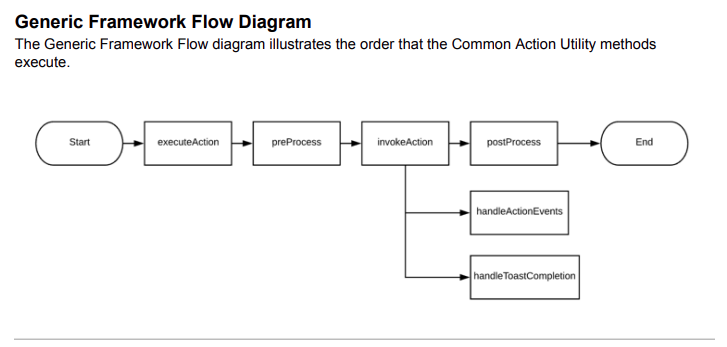 Generic Framework Flow Diagram
The Generic Framework Flow diagram illustrates the order that the Common Action Utility methods
execute.
Start
executeAction
preProcess
invokeAction
postProcess
End
handleActionEvents
handleToastCompletion